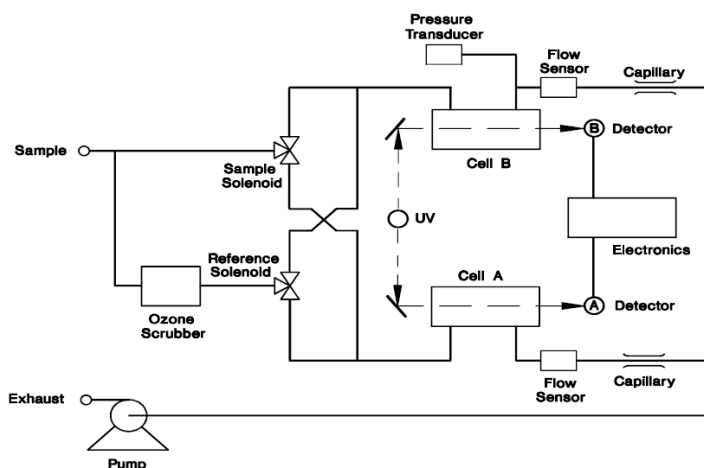 Pressure
Transducer
Flow
Sensor
Capillary
Sample
Sample
Solenoid
B
Detector
Cell B
UV
Electronics
Reference
Solenoid
Cell A
A
Detector
Ozone
Scrubber
Flow
Sensor
Capillary
Exhaust
Pump